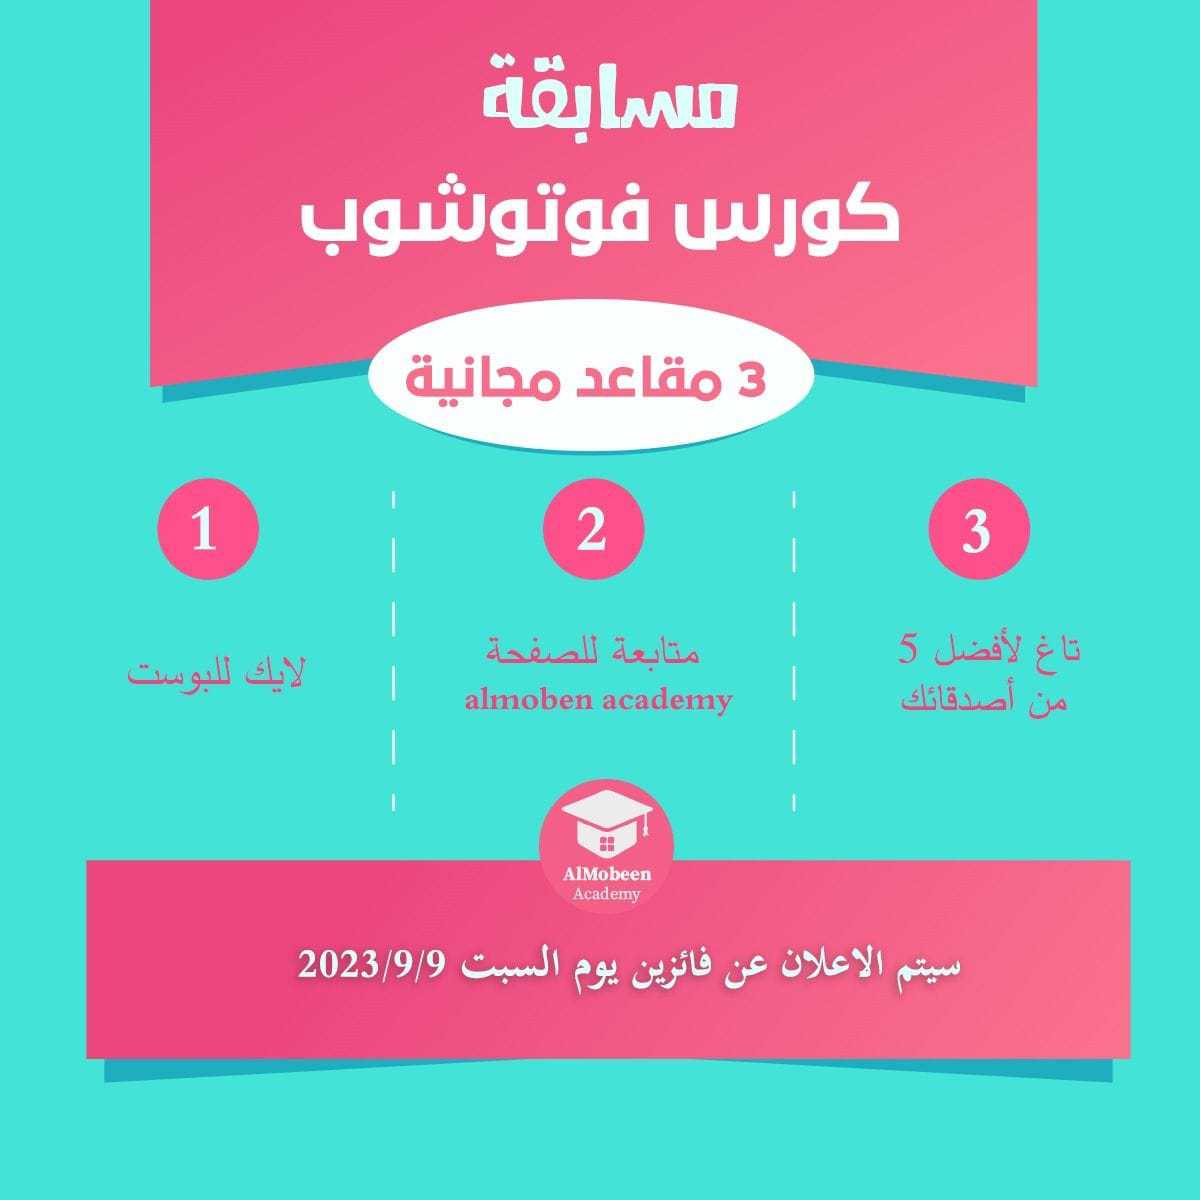 مسابقة
كورس فوتوشوب
3 مقاعد مجانية
1
لايك للبوست
2
متابعة للصفحة
almoben academy
3
تاغ لأفضل 5
من أصدقائك
AlMobeen
Academy
سيتم الاعلان عن فائزين يوم السبت 2023/9/9